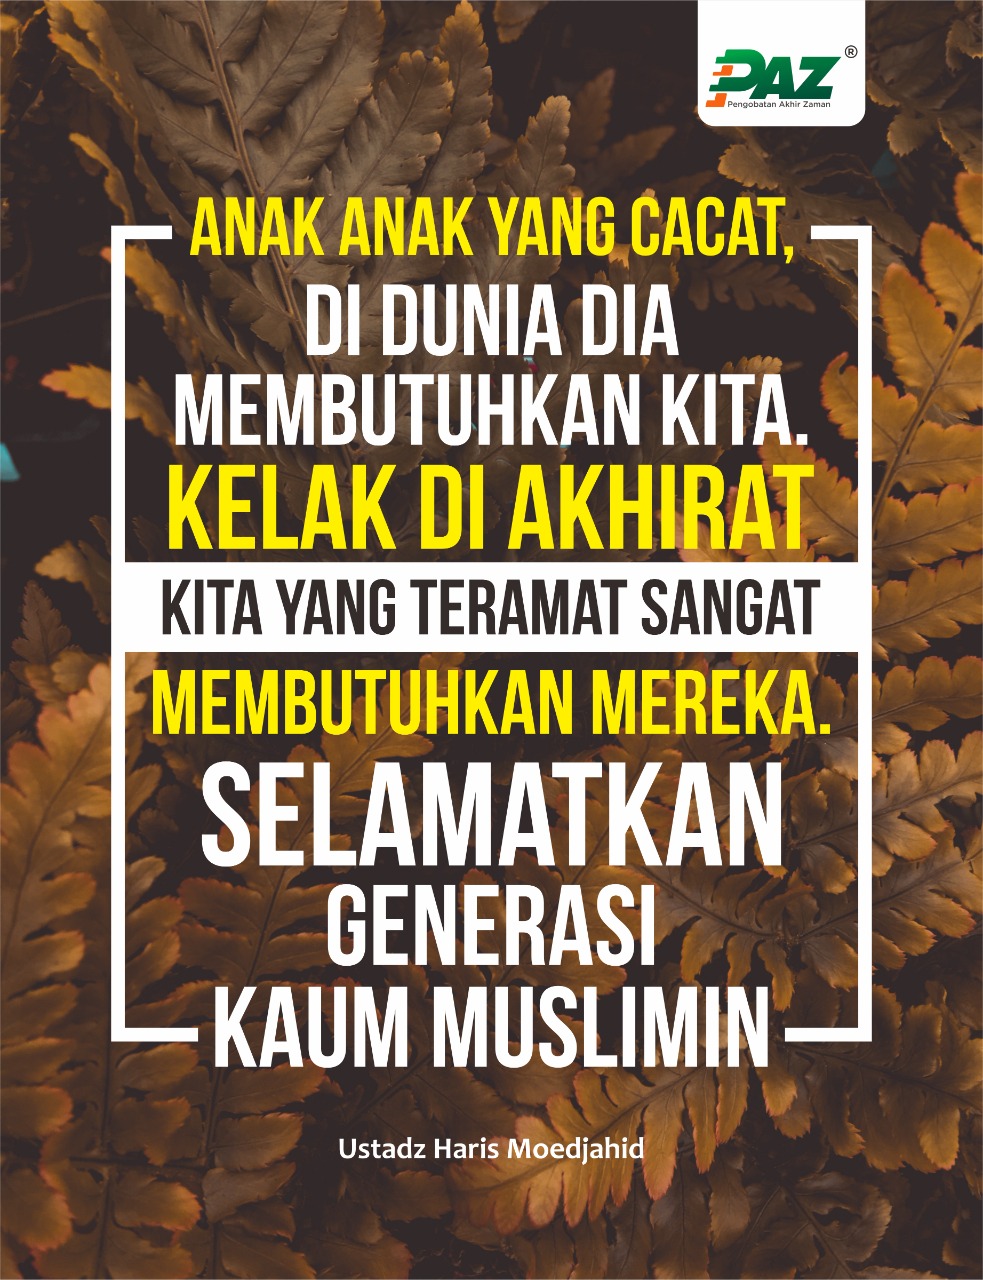 PAZ®
Pengobatan Akhir Zaman
ANAK ANAK YANG CACAT,
DI DUNIA DIA
MEMBUTUHKAN KITA.
KELAK DI AKHIRAT
KITA YANG TERAMAT SANGAT
MEMBUTUHKAN MEREKA.
SELAMATKAN
GENERASI
KAUM MUSLIMIN
Ustadz Haris Moedjahid